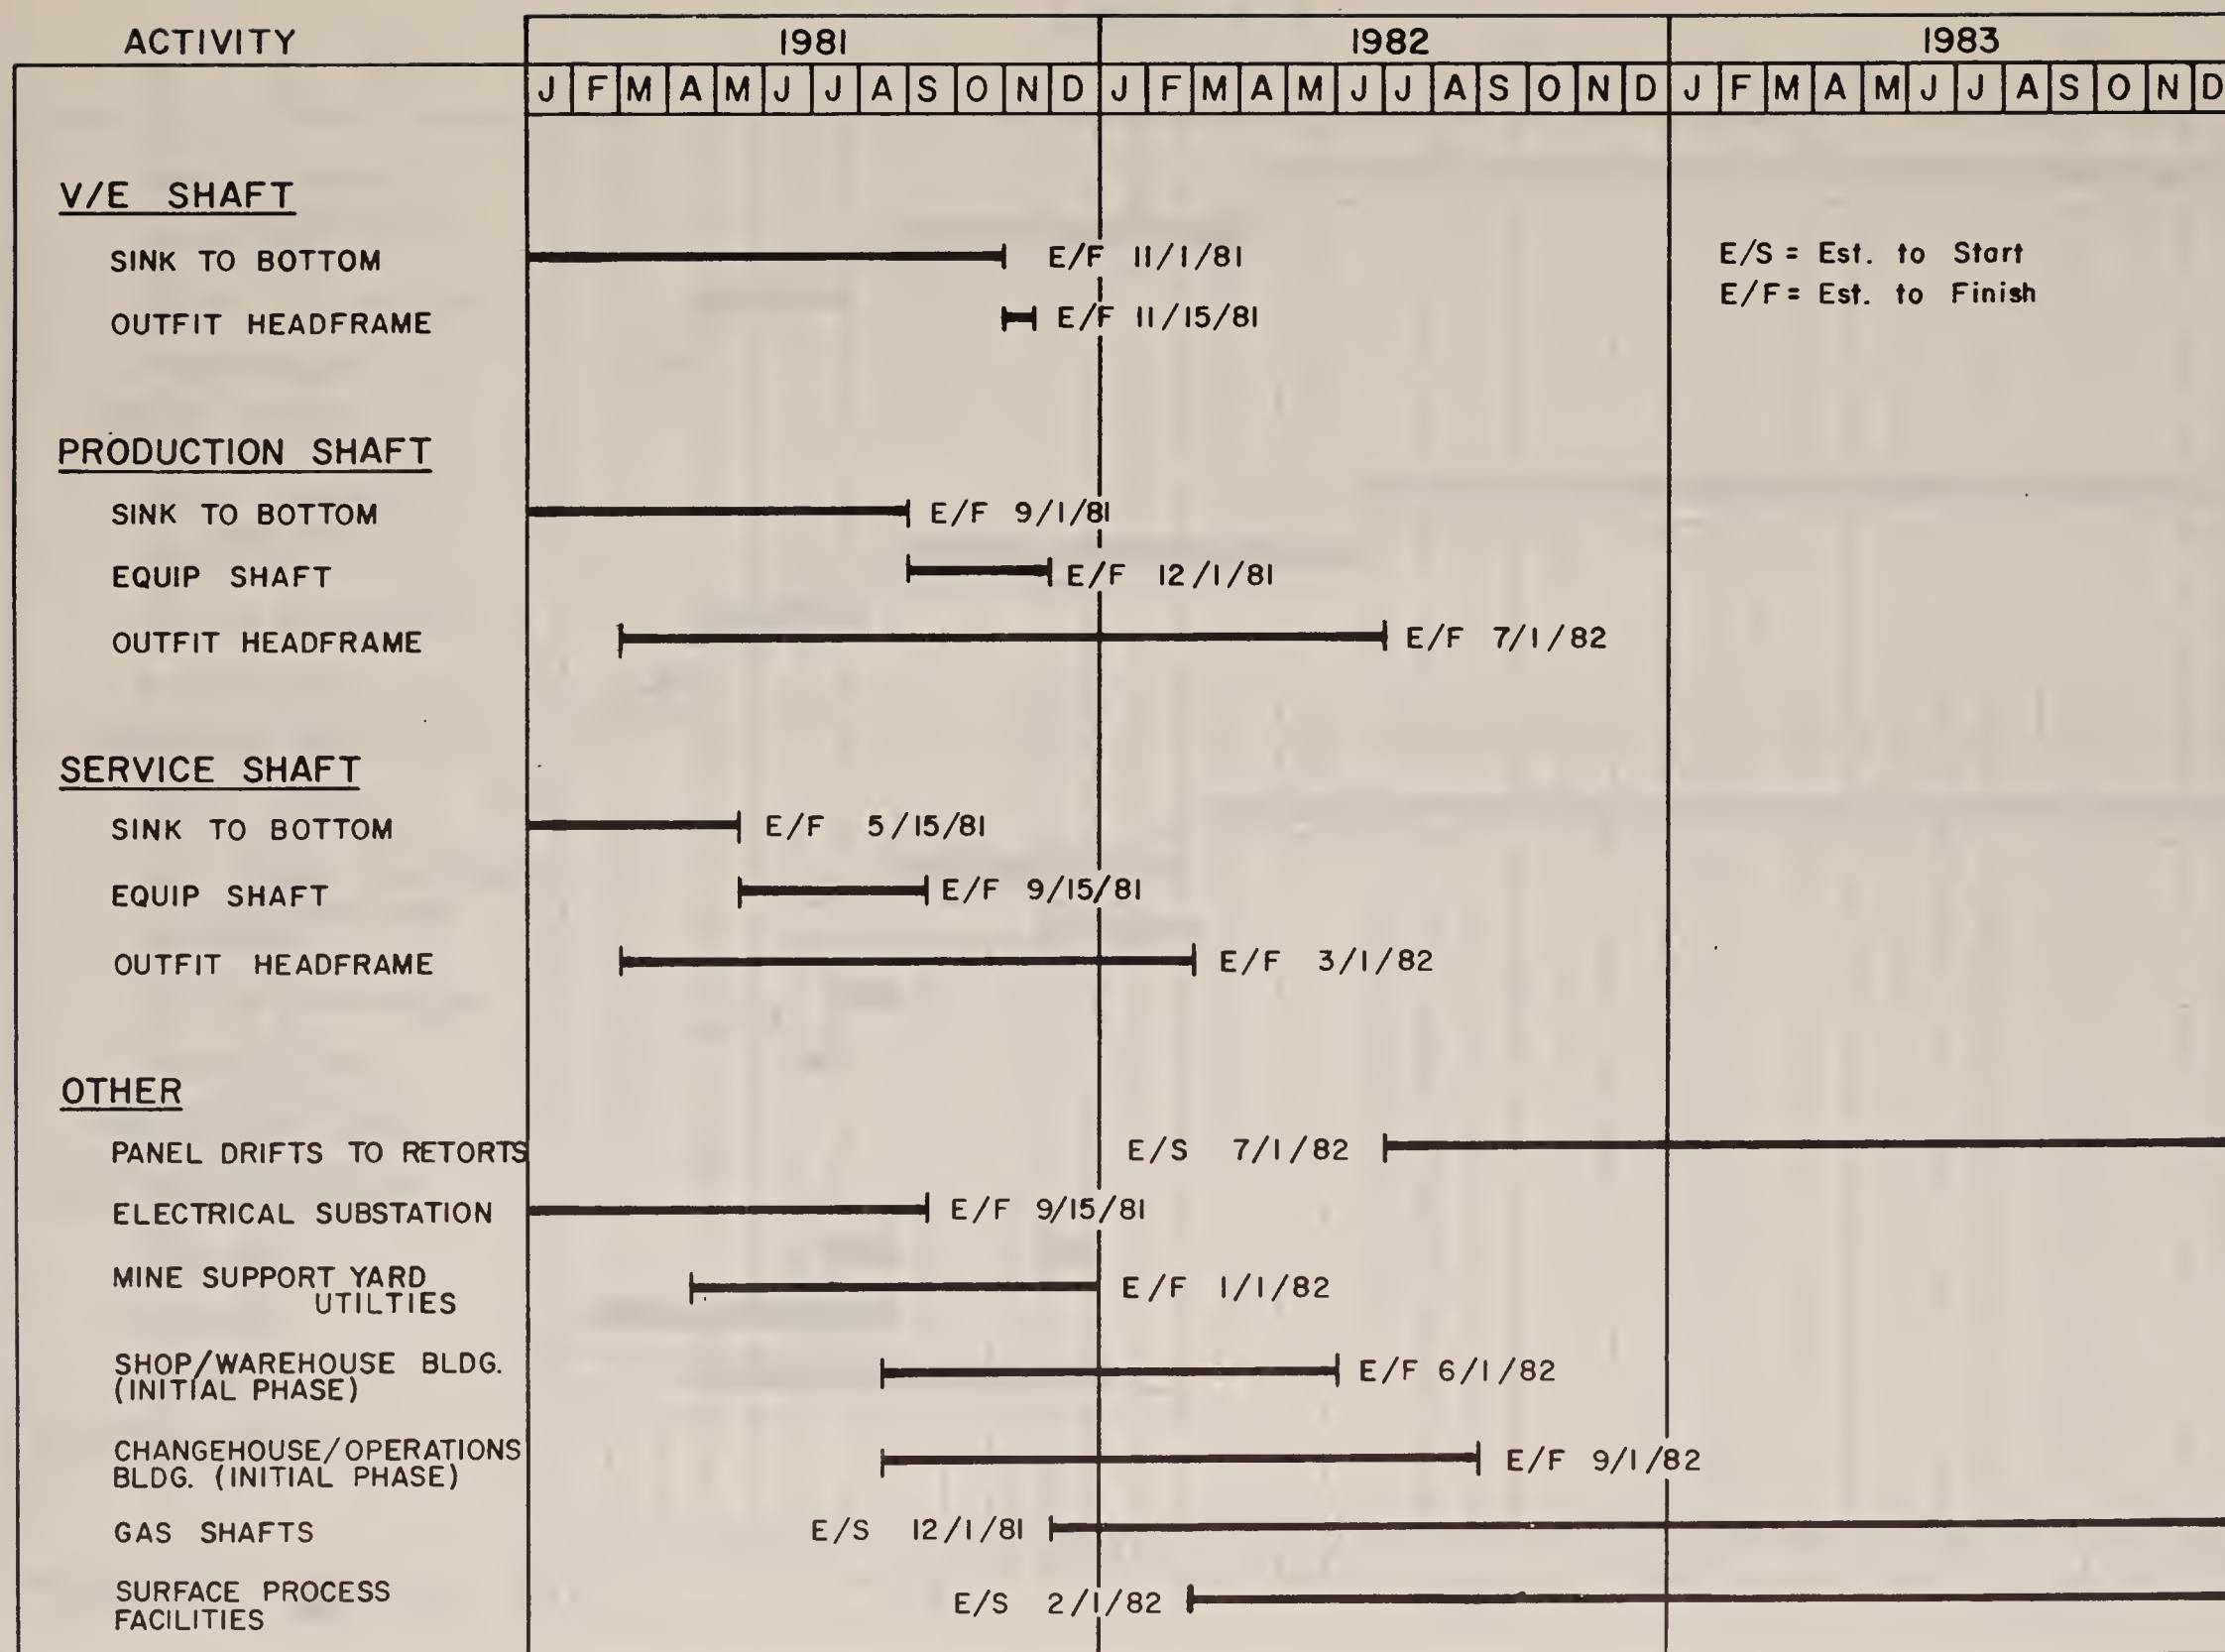 ACTIVITY 1981 1982 1983
J F M A M J J A S O N D J F M A M J J A S O N D J F M A M J J A S O N D
V/E SHAFT
SINK TO BOTTOM E/F 11/1/81 E/S = Est. to Start
E/F = Est. to Finish
OUTFIT HEADFRAME E/F 11/15/81
PRODUCTION SHAFT
SINK TO BOTTOM E/F 9/1/81
EQUIP SHAFT E/F 12/1/81
OUTFIT HEADFRAME E/F 7/1/82
SERVICE SHAFT
SINK TO BOTTOM E/F 5/15/81
EQUIP SHAFT E/F 9/15/81
OUTFIT HEADFRAME E/F 3/1/82
OTHER
PANEL DRIFTS TO RETORTS E/S 7/1/82
ELECTRICAL SUBSTATION E/F 9/15/81
MINE SUPPORT YARD
UTILTIES E/F 1/1/82
SHOP/WAREHOUSE BLDG. E/F 6/1/82
(INITIAL PHASE)
CHANGEHOUSE/OPERATIONS E/F 9/1/82
BLDG. (INITIAL PHASE)
GAS SHAFTS E/S 12/1/81
SURFACE PROCESS E/S 2/1/82
FACILITIES